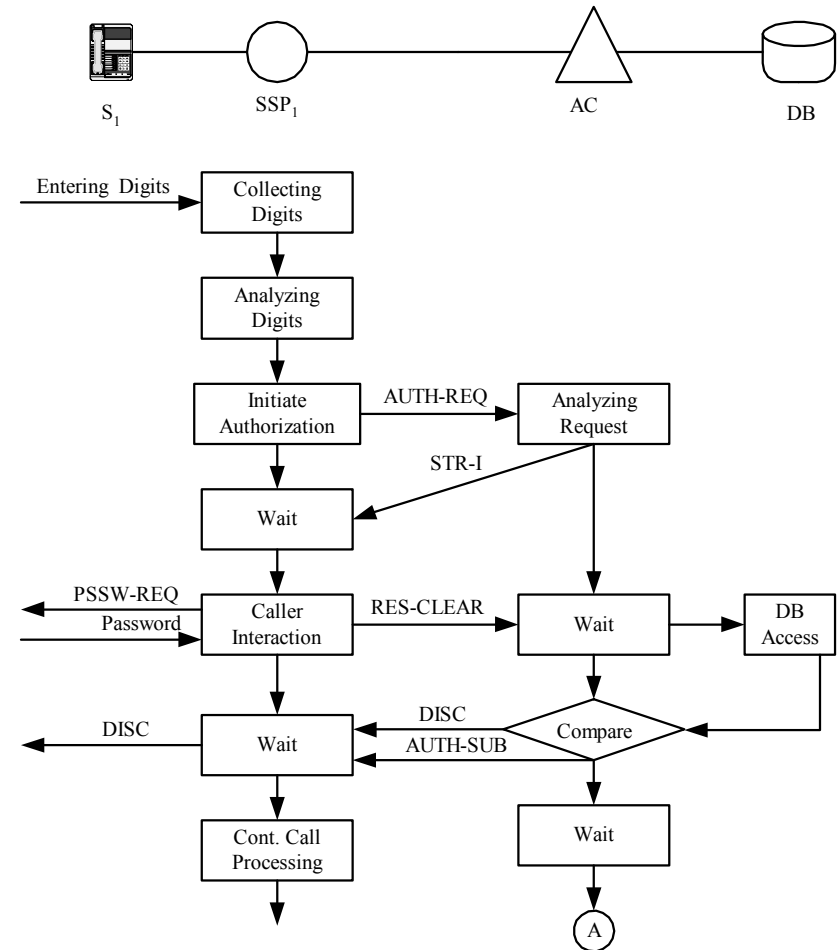 S1
SSP1
AC
DB
Entering Digits
Collecting
Digits
Analyzing
Digits
Initiate
Authorization
AUTH-REQ
Analyzing
Request
STR-I
Wait
PSSW-REQ
Password
Caller
Interaction
RES-CLEAR
Wait
DB
Access
DISC
Wait
DISC
AUTH-SUB
Compare
Cont. Call
Processing
Wait
A